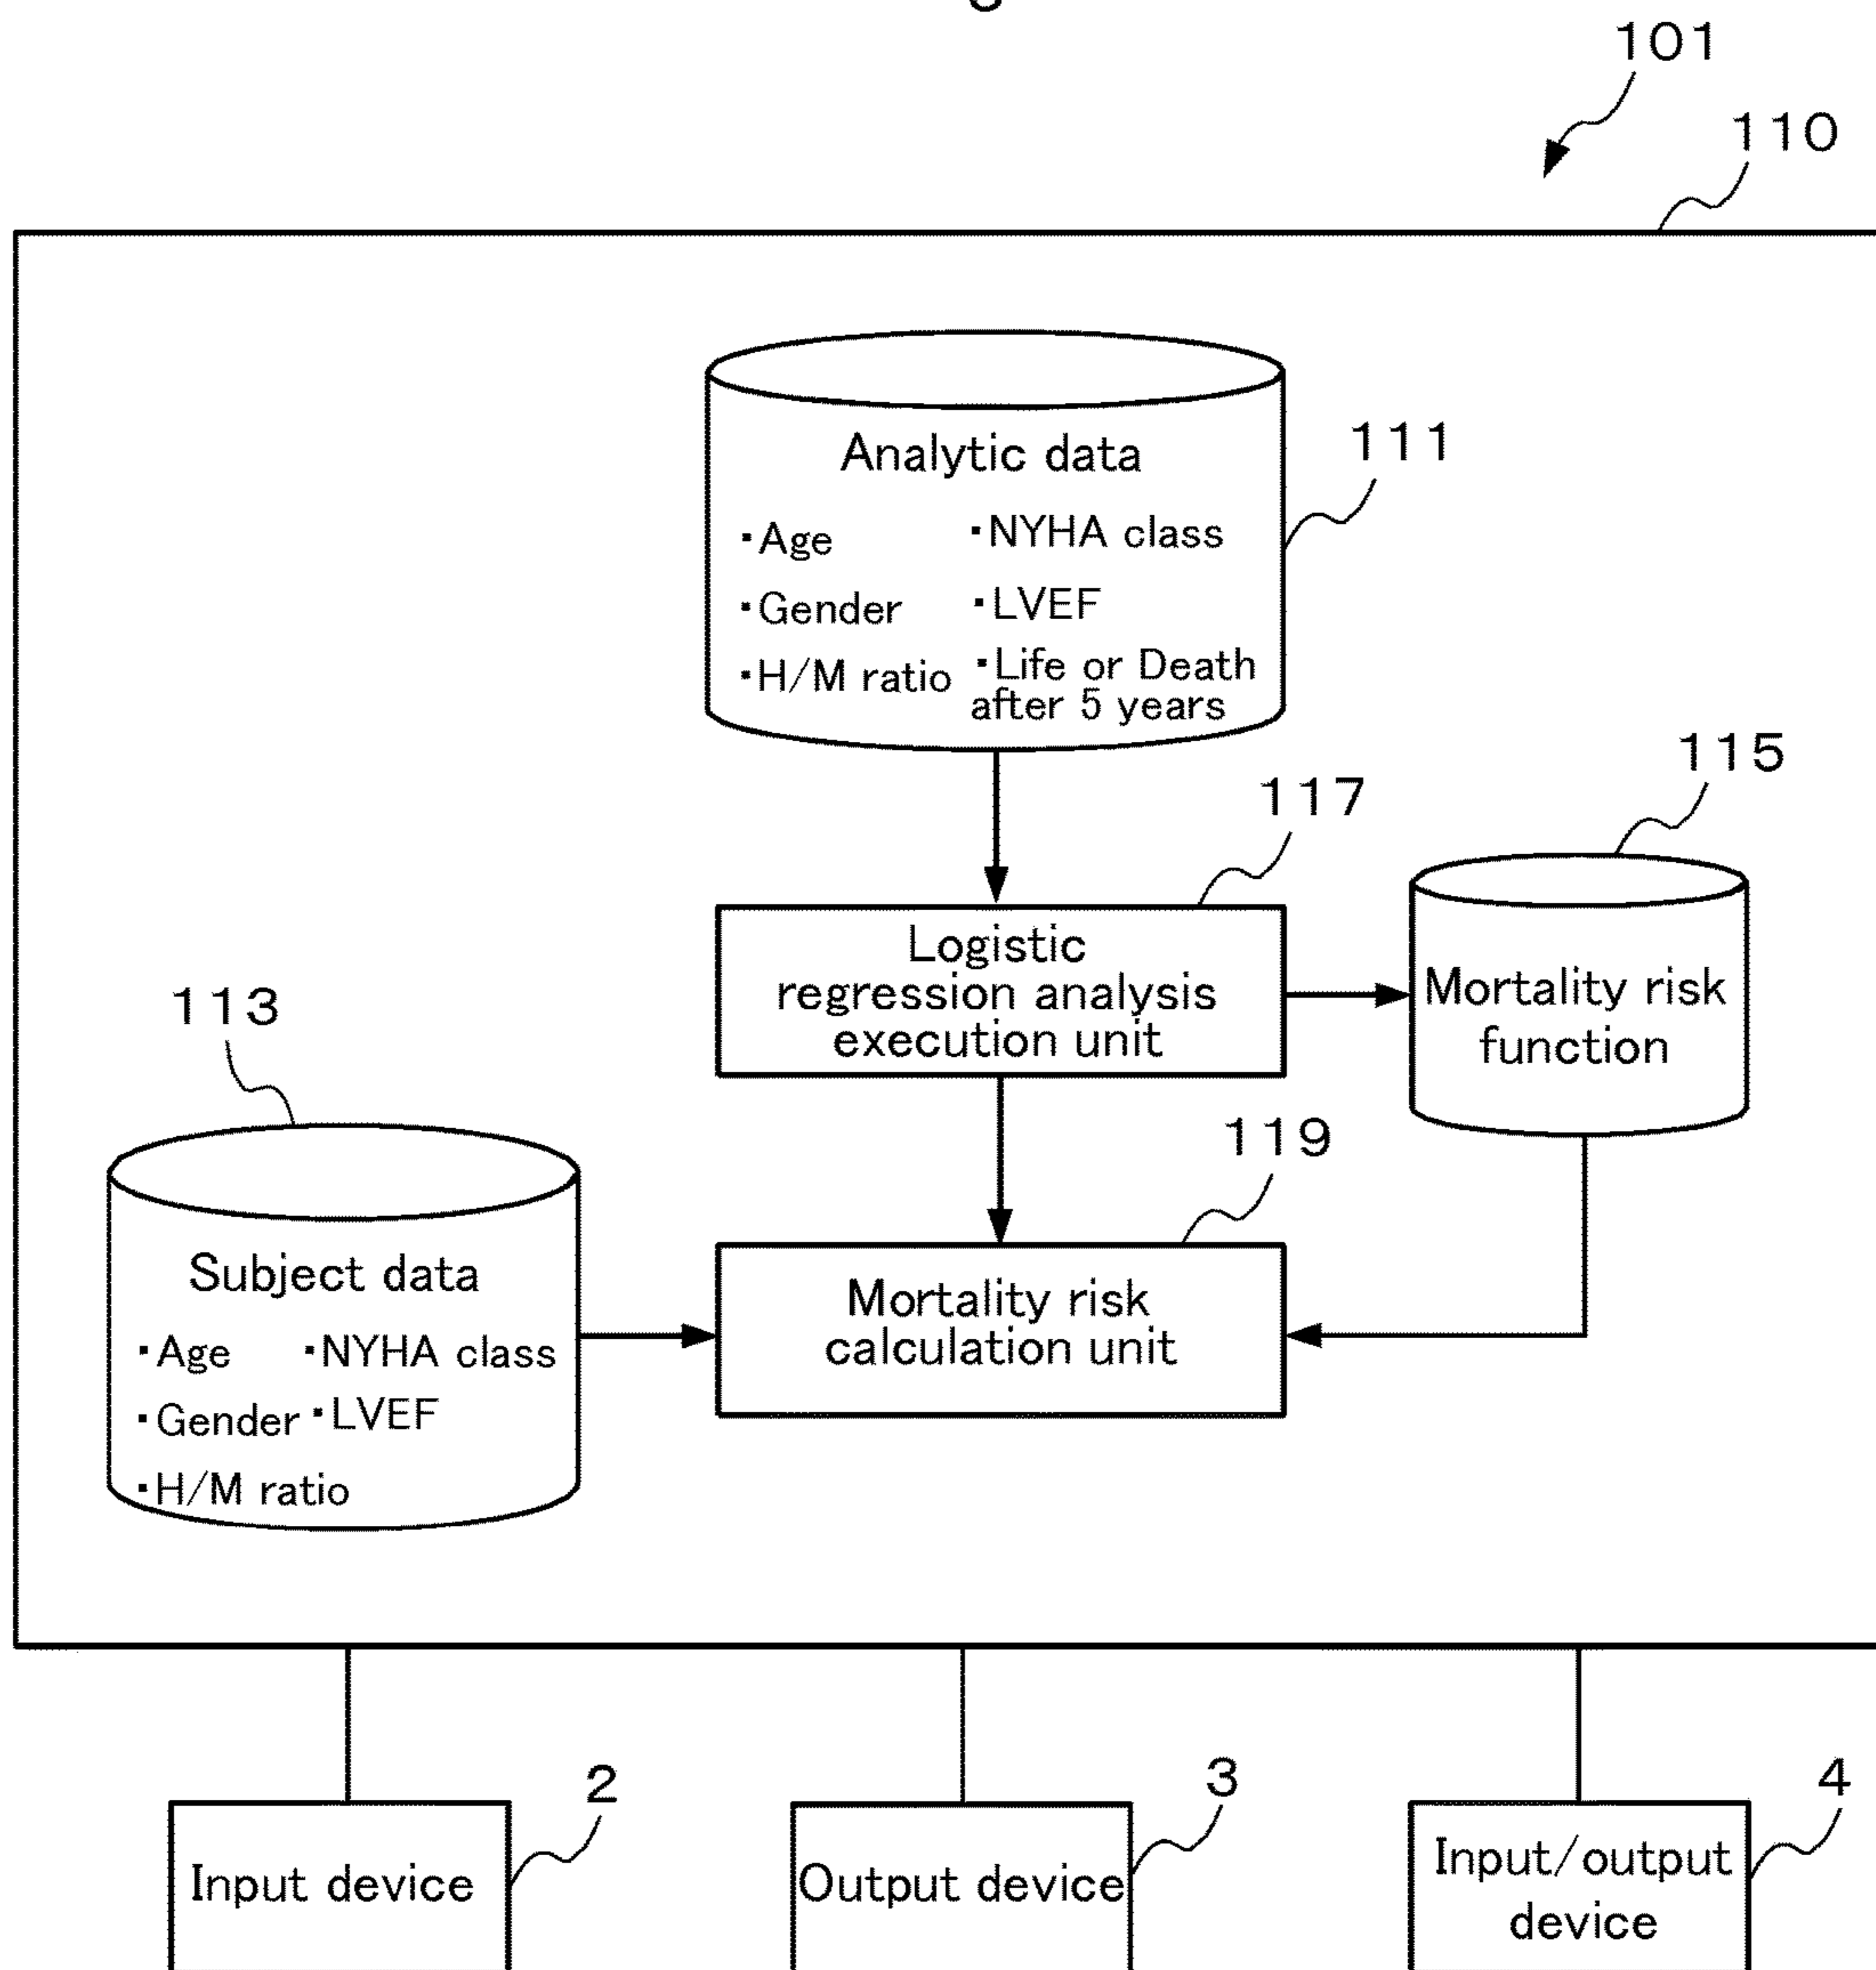 101
110
Analytic data
・Age ・NYHA class
・Gender ・LVEF
・H/M ratio ・Life or Death
after 5 years
111
117
115
Logistic
regression analysis
execution unit
Mortality risk
function
113
119
Subject data
・Age ・NYHA class
・Gender ・LVEF
・H/M ratio
Mortality risk
calculation unit
2
3
4
Input device
Output device
Input/output
device